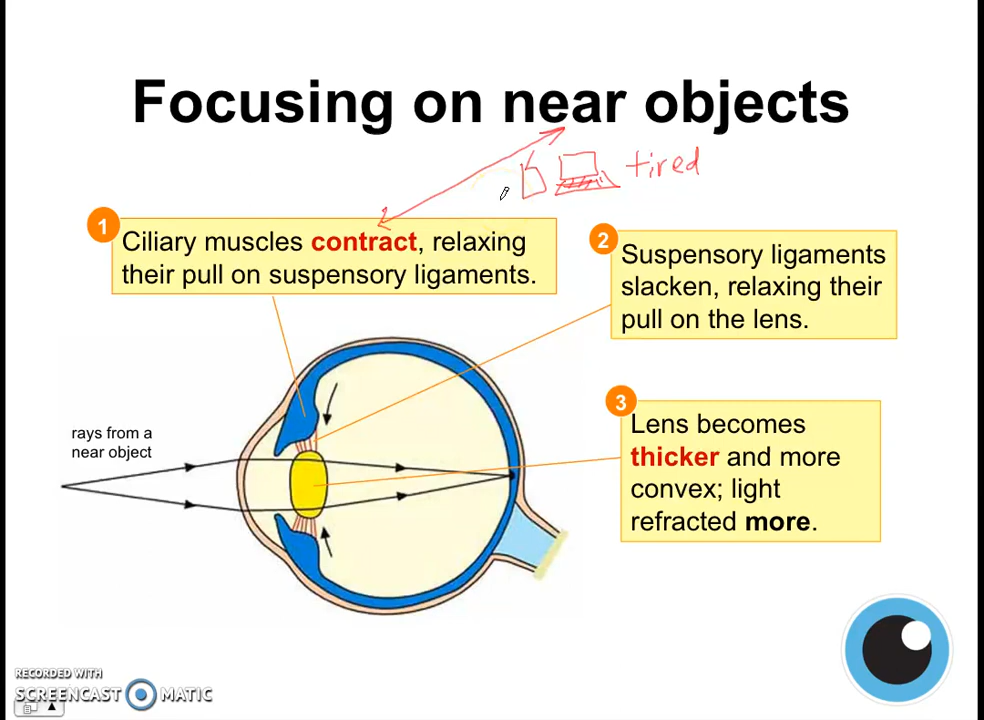 Focusing on near objects
tired
1
Ciliary muscles contract, relaxing
their pull on suspensory ligaments.
2
Suspensory ligaments
slacken, relaxing their
pull on the lens.
3
Lens becomes
thicker and more
convex; light
refracted more.
rays from a
near object
RECORDED WITH
SCREENCAST MATIC